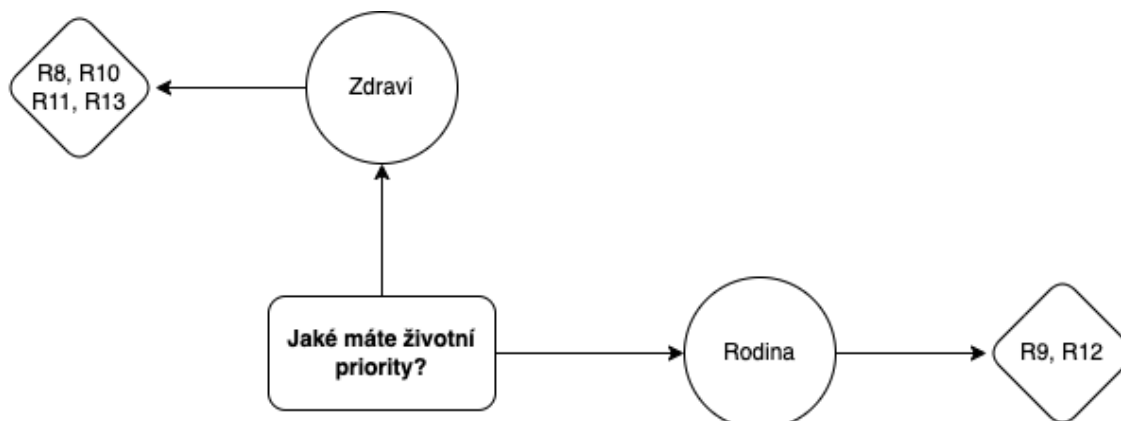 R8, R10
R11, R13
Zdraví
Jaké máte životní
priority?
Rodina
R9, R12